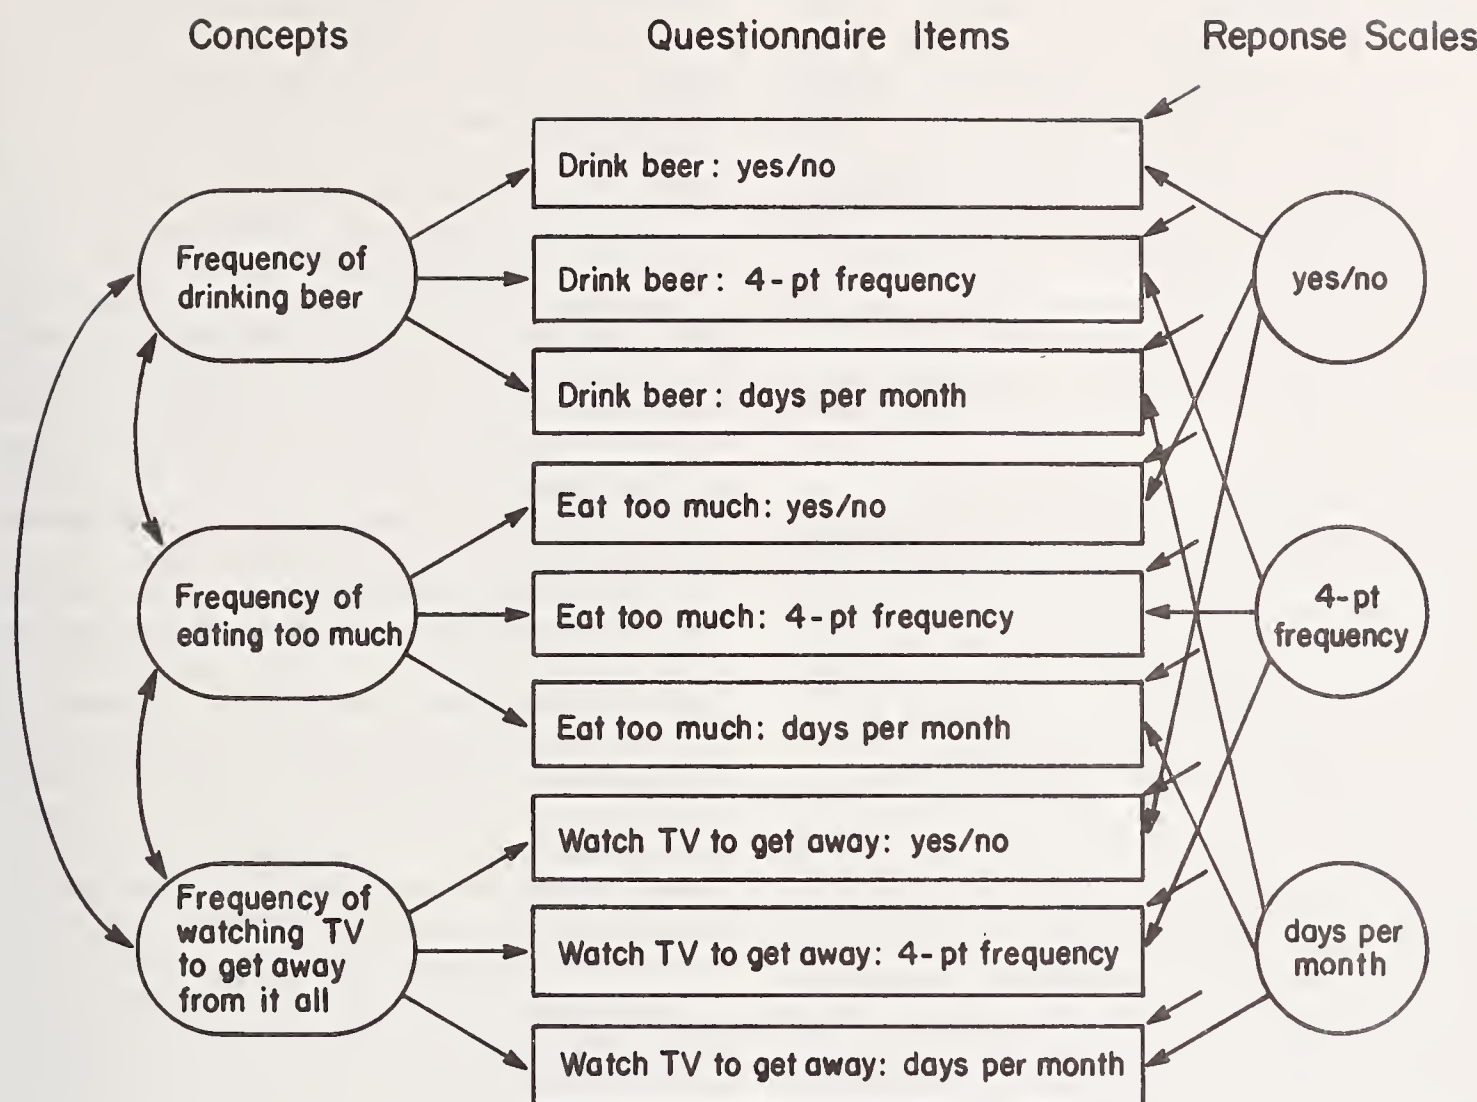 Concepts
Questionnaire Items
Reponse Scales
Frequency of
drinking beer
Frequency of
eating too much
Frequency of
watching TV
to get away
from it all
Drink beer: yes/no
Drink beer: 4-pt frequency
Drink beer: days per month
Eat too much: yes/no
Eat too much: 4-pt frequency
Eat too much: days per month
Watch TV to get away: yes/no
Watch TV to get away: 4-pt frequency
Watch TV to get away: days per month
yes/no
4-pt
frequency
days per
month